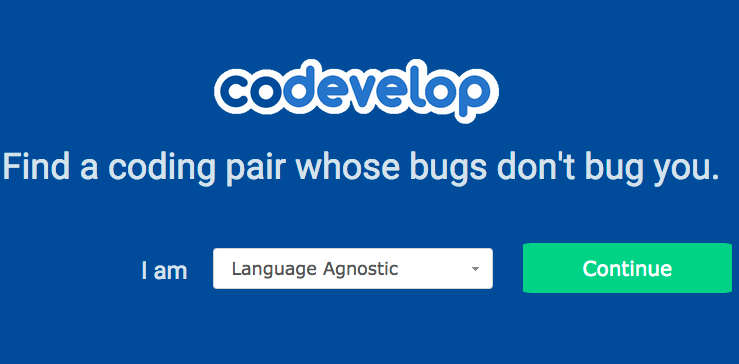 codevelop
Find a coding pair whose bugs don't bug you.
I am Language Agnostic Continue